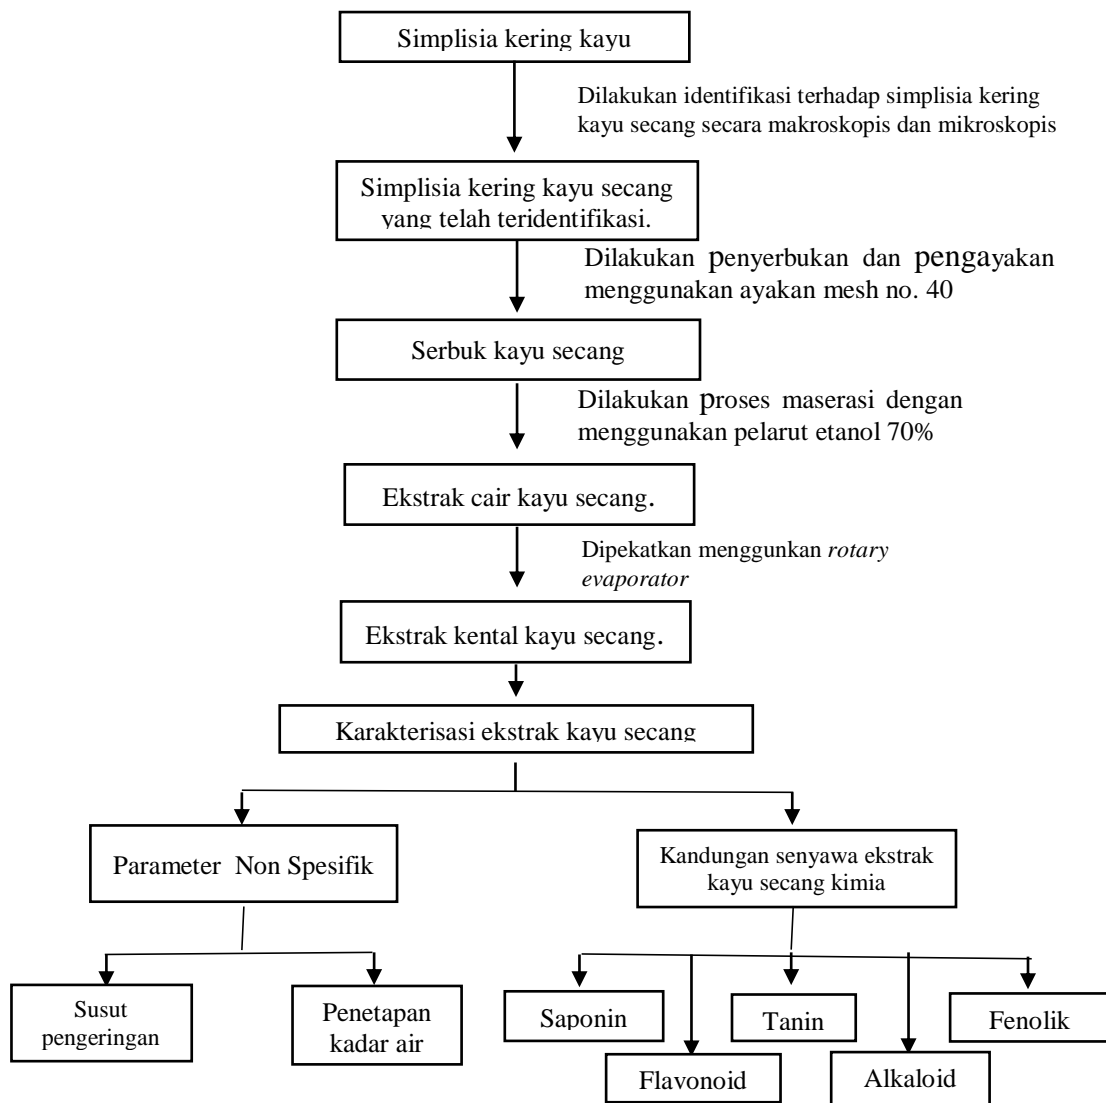 Simplisia kering kayu
Dilakukan identifikasi terhadap simplisia kering
kayu secang secara makroskopis dan mikroskopis
Simplisia kering kayu secang
yang telah teridentifikasi.
Dilakukan penyerbukan dan pengayakan
menggunakan ayakan mesh no. 40
Serbuk kayu secang
Dilakukan proses maserasi dengan
menggunakan pelarut etanol 70%
Ekstrak cair kayu secang.
Dipekatkan menggunkan rotary
evaporator
Ekstrak kental kayu secang.
Karakterisasi ekstrak kayu secang
Parameter Non Spesifik
Kandungan senyawa ekstrak
kayu secang kimia
Susut
pengeringan
Penetapan
kadar air
Saponin
Flavonoid
Tanin
Alkaloid
Fenolik